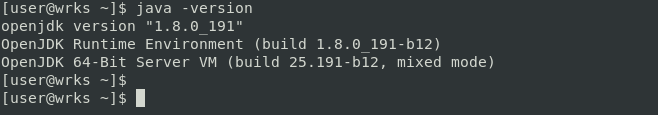 [user@wrks ~]$ java -version
openjdk version "1.8.0_191"
OpenJDK Runtime Environment (build 1.8.0_191-b12)
OpenJDK 64-Bit Server VM (build 25.191-b12, mixed mode)
[user@wrks ~]$
[user@wrks ~]$